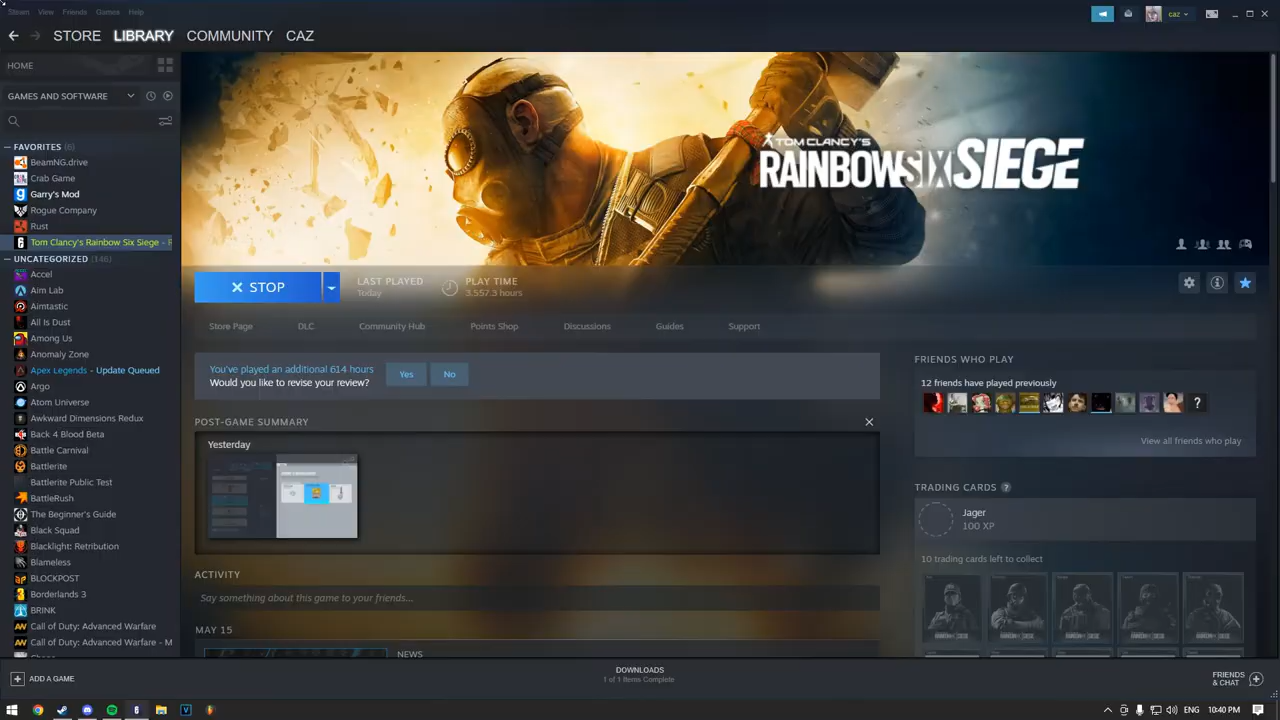 Steam View Friends Games Help
caz
STORE LIBRARY COMMUNITY CAZ
HOME
GAMES AND SOFTWARE
FAVORITES (6)
BeamNG.drive
Crab Game
Garry's Mod
Rogue Company
Rust
Tom Clancy's Rainbow Six Siege - R
UNCATEGORIZED (146)
Accel
Aim Lab
Aimtastic
All Is Dust
Among Us
Anomaly Zone
Apex Legends - Update Queued
Argo
Atom Universe
Awkward Dimensions Redux
Back 4 Blood Beta
Battle Carnival
Battlerite
Battlerite Public Test
BattleRush
The Beginner's Guide
Black Squad
Blacklight: Retribution
Blameless
BLOCKPOST
Borderlands 3
BRINK
Call of Duty: Advanced Warfare
Call of Duty: Advanced Warfare - M
TOM CLANCY'S
RAINBOW SIX SIEGE
STOP
LAST PLAYED
Today
PLAY TIME
3,557.3 hours
Store Page DLC Community Hub Points Shop Discussions Guides Support
You've played an additional 614 hours
Would you like to revise your review?
Yes No
POST-GAME SUMMARY
Yesterday
ACTIVITY
Say something about this game to your friends...
MAY 15
NEWS
FRIENDS WHO PLAY
12 friends have played previously
?
View all friends who play
TRADING CARDS ?
Jager
100 XP
10 trading cards left to collect
ADD A GAME
DOWNLOADS
1 of 1 Items Complete
FRIENDS
& CHAT
ENG 10:40 PM